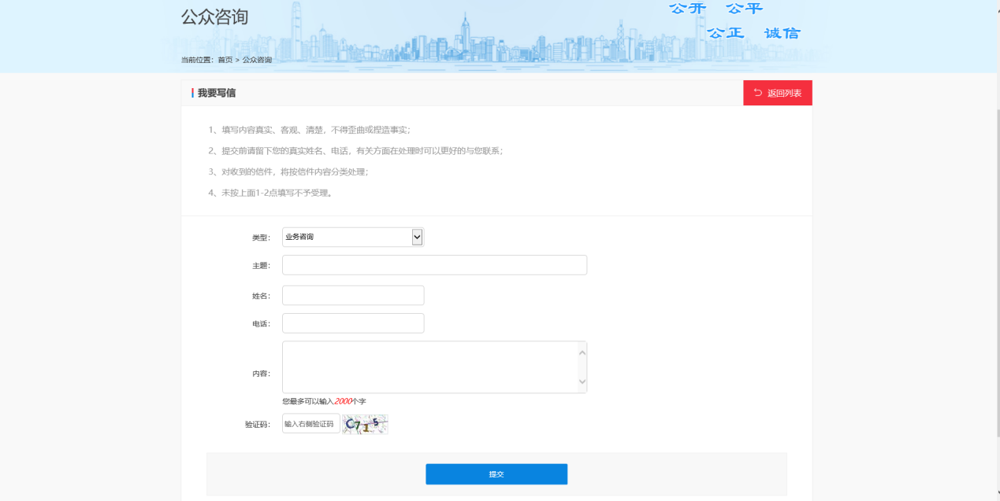 公众咨询
公开 公平
公正 诚信
当前位置：首页 > 公众咨询
我要写信
返回列表
1、填写内容真实、客观、清楚，不得歪曲或捏造事实；
2、提交前请留下您的真实姓名、电话，有关方面在处理时可以更好的与您联系；
3、对收到的信件，将按信件内容分类处理；
4、未按上面1-2点填写不予受理。
类型：
业务咨询
主题：
姓名：
电话：
内容：
您最多可以输入2000个字
验证码：
输入右侧验证码
C715
提交